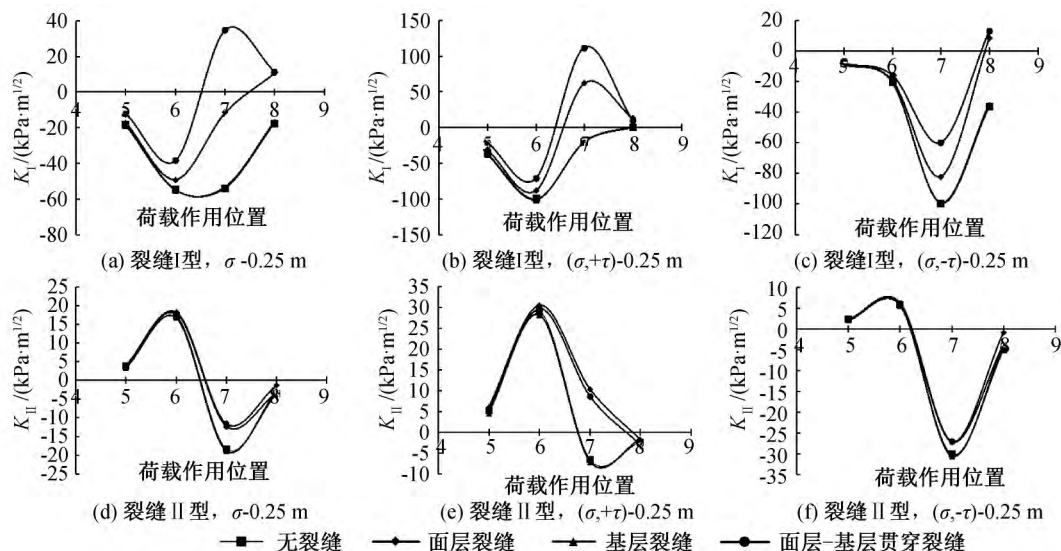 40
20
0
-20
-40
-60
-80
4 5 6 7 8 9
K_I/(kPa·m^1/2)
荷载作用位置
(a) 裂缝I型，σ -0.25 m
150
100
50
0
-50
-100
-150
4 5 6 7 8 9
K_I/(kPa·m^1/2)
荷载作用位置
(b) 裂缝I型，(σ,+τ)-0.25 m
20
0
-20
-40
-60
-80
-100
-120
4 5 6 7 8 9
K_I/(kPa·m^1/2)
荷载作用位置
(c) 裂缝I型，(σ,-τ)-0.25 m
25
20
15
10
5
0
-5
-10
-15
-20
-25
4 5 6 7 8 9
K_II/(kPa·m^1/2)
荷载作用位置
(d) 裂缝 II 型，σ-0.25 m
35
30
25
20
15
10
5
0
-5
-10
4 5 6 7 8 9
K_II/(kPa·m^1/2)
荷载作用位置
(e) 裂缝 II 型，(σ,+τ)-0.25 m
10
5
0
-5
-10
-15
-20
-25
-30
35
4 5 6 7 8 9
K_II/(kPa·m^1/2)
荷载作用位置
(f) 裂缝 II 型，(σ,-τ)-0.25 m
无裂缝 面层裂缝 基层裂缝 面层-基层贯穿裂缝